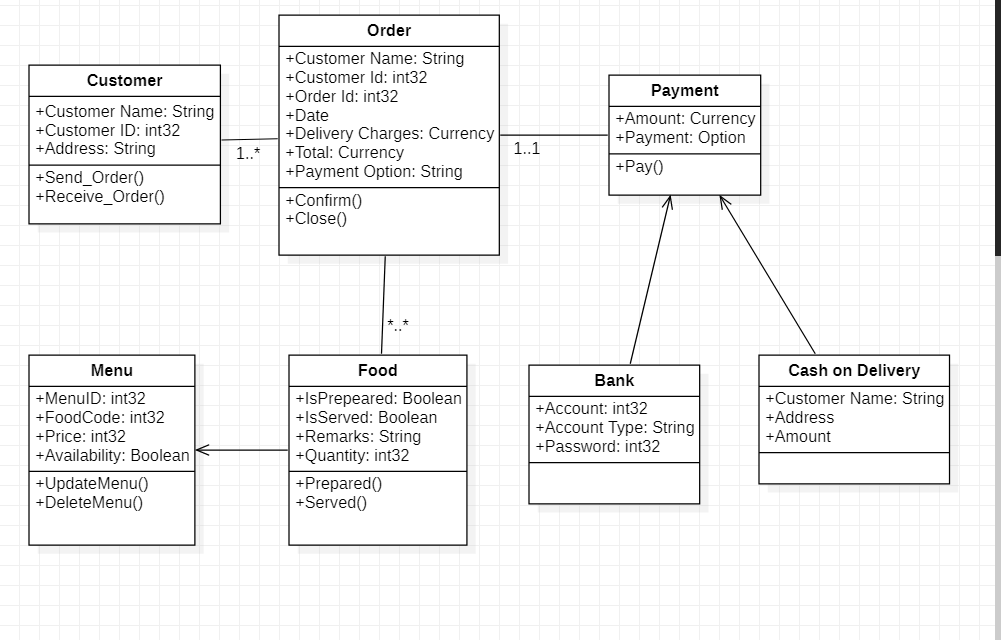 Customer
+Customer Name: String
+Customer ID: int32
+Address: String
+Send_Order()
+Receive_Order()
1..*
Order
+Customer Name: String
+Customer Id: int32
+Order Id: int32
+Date
+Delivery Charges: Currency
+Total: Currency
+Payment Option: String
+Confirm()
+Close()
1..1
Payment
+Amount: Currency
+Payment: Option
+Pay()
*..*
Menu
+MenuID: int32
+FoodCode: int32
+Price: int32
+Availability: Boolean
+UpdateMenu()
+DeleteMenu()
Food
+IsPrepeared: Boolean
+IsServed: Boolean
+Remarks: String
+Quantity: int32
+Prepared()
+Served()
Bank
+Account: int32
+Account Type: String
+Password: int32
Cash on Delivery
+Customer Name: String
+Address
+Amount